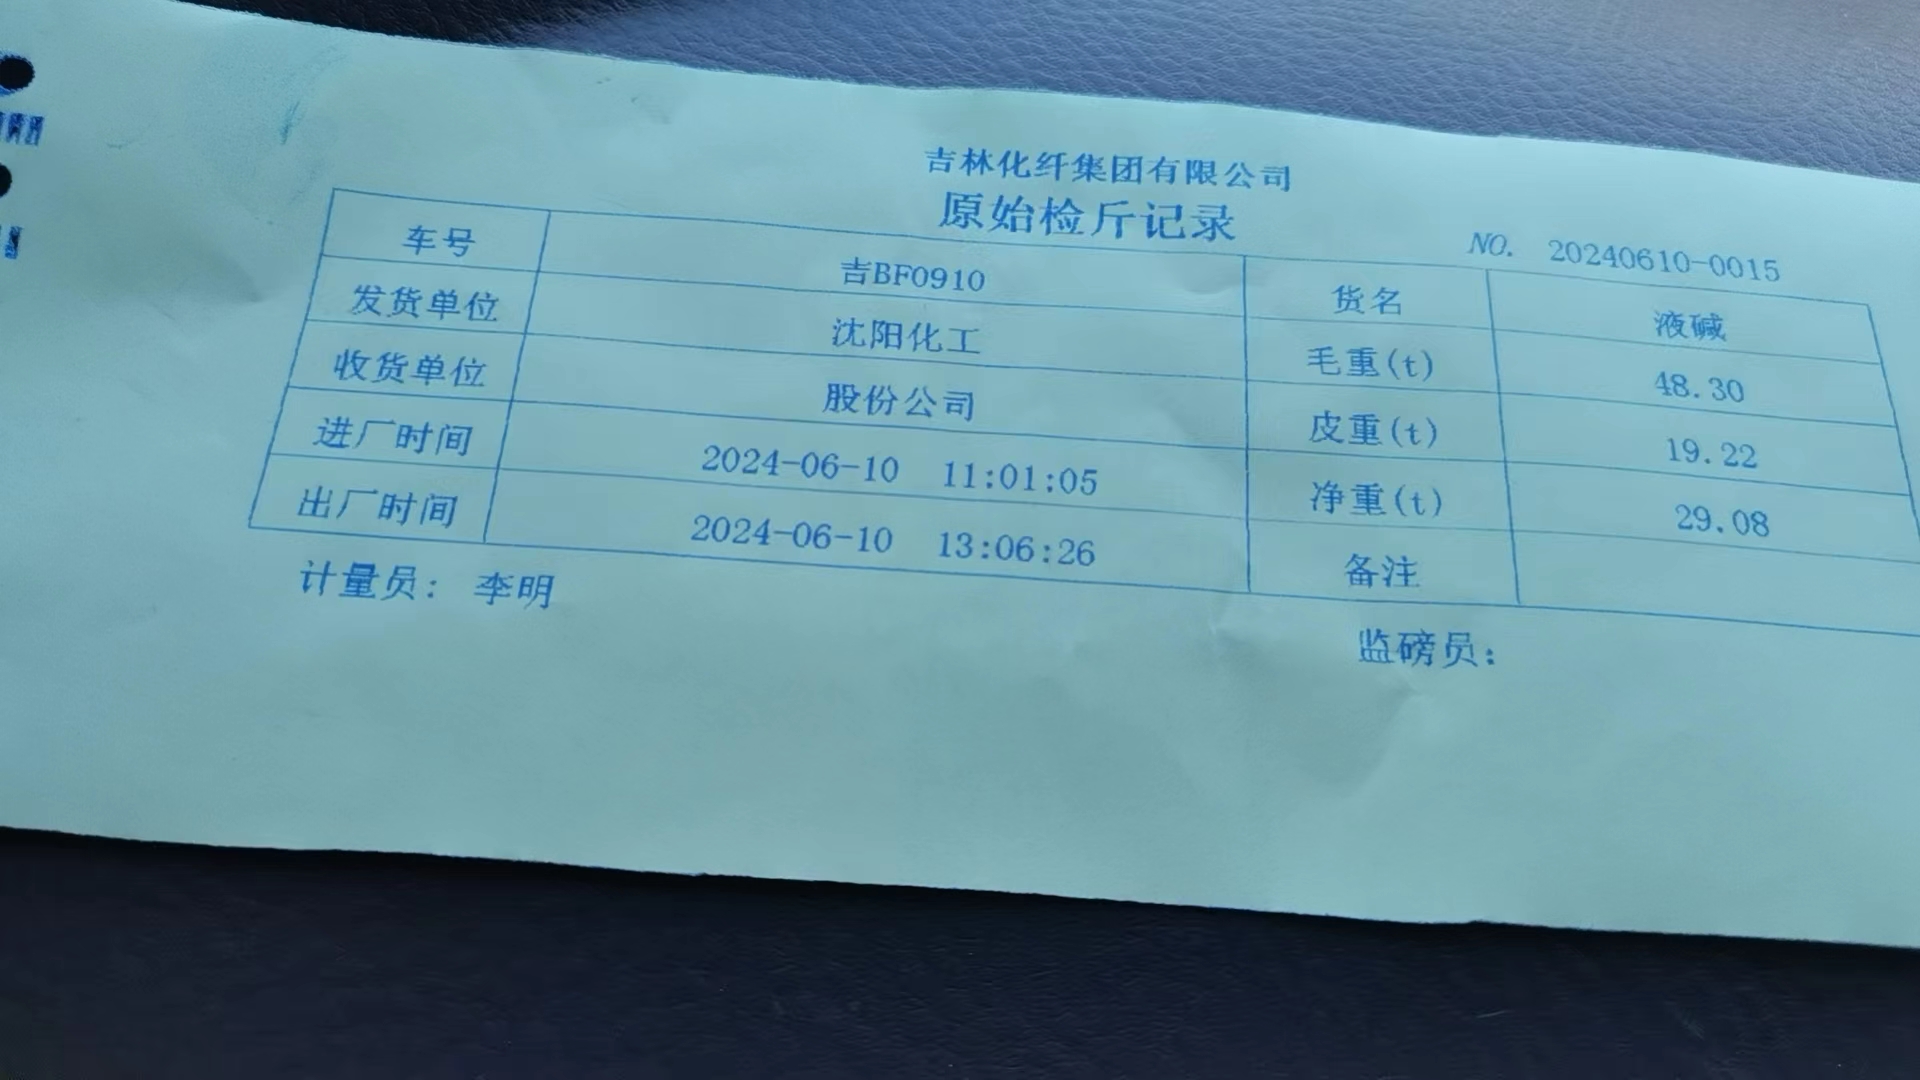 吉林化纤集团有限公司
原始检斤记录
NO. 20240610-0015
车号 吉BF0910 货名 液碱
发货单位 沈阳化工 毛重(t) 48.30
收货单位 股份公司 皮重(t) 19.22
进厂时间 2024-06-10 11:01:05 净重(t) 29.08
出厂时间 2024-06-10 13:06:26 备注
计量员: 李明 监磅员: